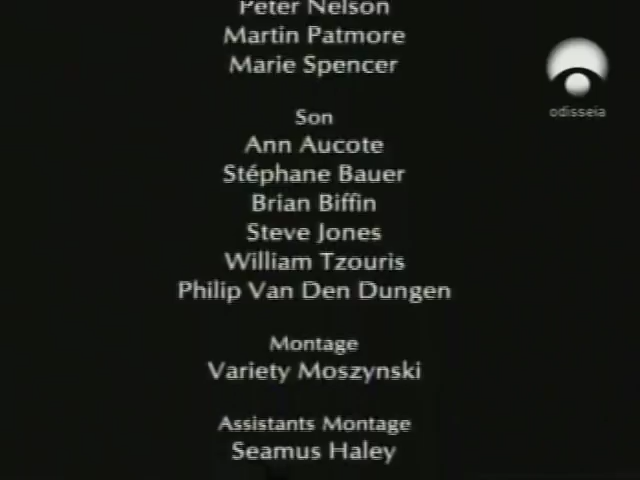 Peter Nelson
Martin Patmore
Marie Spencer
odisseia
Son
Ann Aucote
Stéphane Bauer
Brian Biffin
Steve Jones
William Tzouris
Philip Van Den Dungen
Montage
Variety Moszynski
Assistants Montage
Seamus Haley